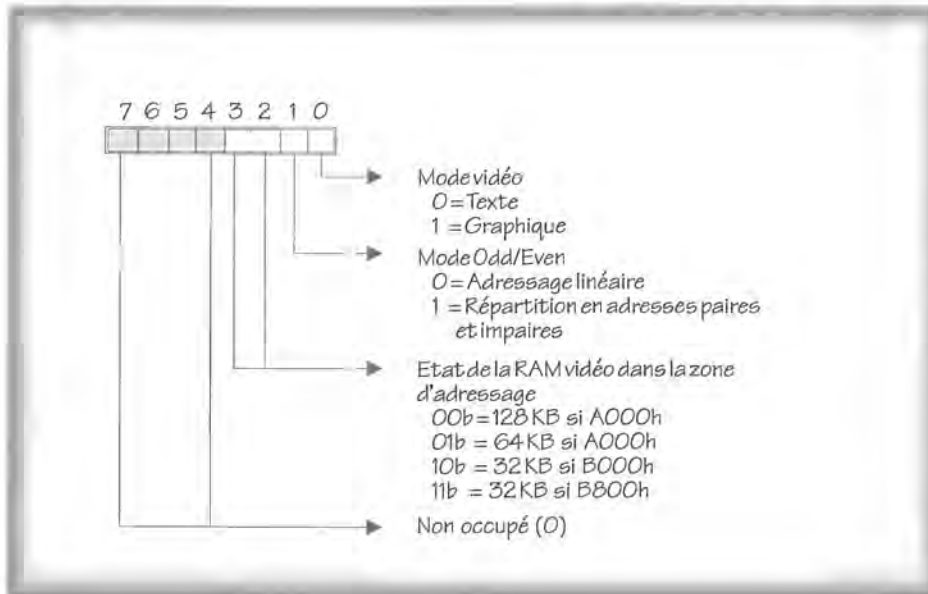 7 6 5 4 3 2 1 0
Mode vidéo
0 = Texte
1 = Graphique
Mode Odd/Even
0 = Adressage linéaire
1 = Répartition en adresses paires
et impaires
Etat de la RAM vidéo dans la zone
d'adressage
00b = 128 KB si A000h
01b = 64 KB si A000h
10b = 32 KB si B000h
11b = 32 KB si B800h
Non occupé (0)